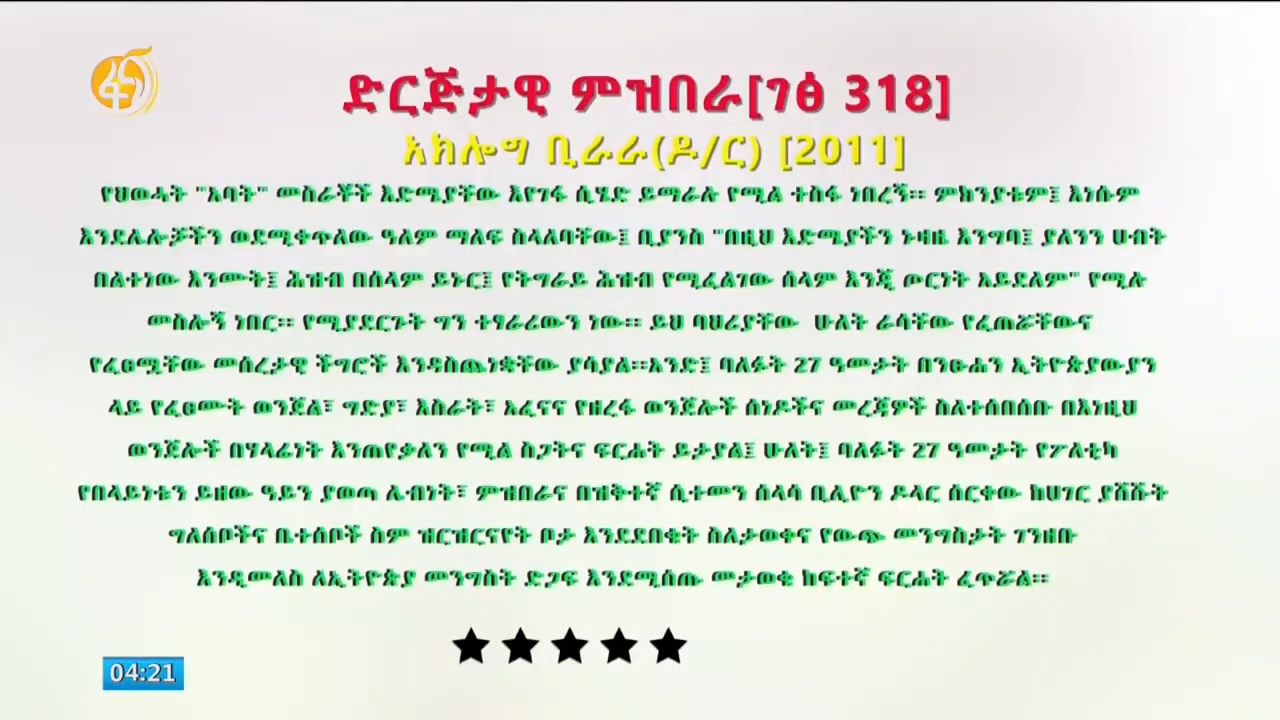 ፋና
ድርጅታዊ ምዝበራ[ገፅ 318]
አክሎግ ቢራራ(ዶ/ር) [2011]
የህወሓት "አባት" መስራቾች እድሜያቸው እየገፋ ሲሄድ ይማራሉ የሚል ተስፋ ነበረኝ። ምክንያቱም፤ እነሱም
እንደሌሎቻችን ወደሚቀጥለው ዓለም ማለፍ ስላለባቸው፤ ቢያንስ "በዚህ እድሜያችን ኑዛዜ እንግባ፤ ያለንን ሀብት
በልተነው እንሙት፤ ሕዝብ በሰላም ይኑር፤ የትግራይ ሕዝብ የሚፈልገው ሰላም እንጂ ጦርነት አይደለም" የሚሉ
መስሎኝ ነበር። የሚያደርጉት ግን ተፃራሪውን ነው። ይህ ባህሪያቸው ሁለት ራሳቸው የፈጠሯቸውና
የፈፀሟቸው መሰረታዊ ችግሮች እንዳስጨነቋቸው ያሳያል።አንድ፤ ባለፉት 27 ዓመታት በንፁሐን ኢትዮጵያውያን
ላይ የፈፀሙት ወንጀል፣ ግድያ፣ እስራት፣ አፈናና የዘረፋ ወንጀሎች ሰነዶችና መረጃዎች ስለተሰበሰቡ በእነዚህ
ወንጀሎች በሃላፊነት እንጠየቃለን የሚል ስጋትና ፍርሐት ይታያል፤ ሁለት፤ ባለፉት 27 ዓመታት የፖለቲካ
የበላይነቱን ይዘው ዓይን ያወጣ ሌብነት፣ ምዝበራና በዝቅተኛ ሲተመን ሰላሳ ቢሊዮን ዶላር ሰርቀው ከሀገር ያሸሹት
ግለሰቦችና ቤተሰቦች ስም ዝርዝርናየት ቦታ እንደደበቁት ስለታወቀና የውጭ መንግስታት ገንዘቡ
እንዲመለስ ለኢትዮጵያ መንግስት ድጋፍ እንደሚሰጡ መታወቁ ከፍተኛ ፍርሐት ፈጥሯል።
04:21